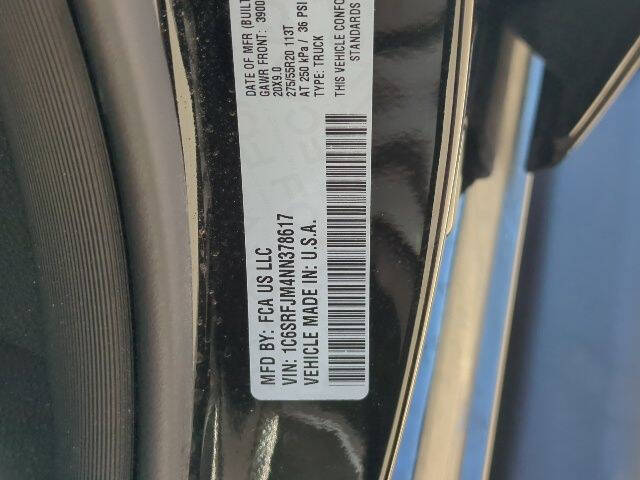 MFD BY: FCA US LLC
DATE OF MFR (BUILT
GAWR FRONT: 3900
20X9.0
275/55R20 113T
AT 250 kPa / 36 PSI
TYPE: TRUCK
THIS VEHICLE CONFO
STANDARDS
VIN: 1C6SRFJM4NN378617
VEHICLE MADE IN: U.S.A.